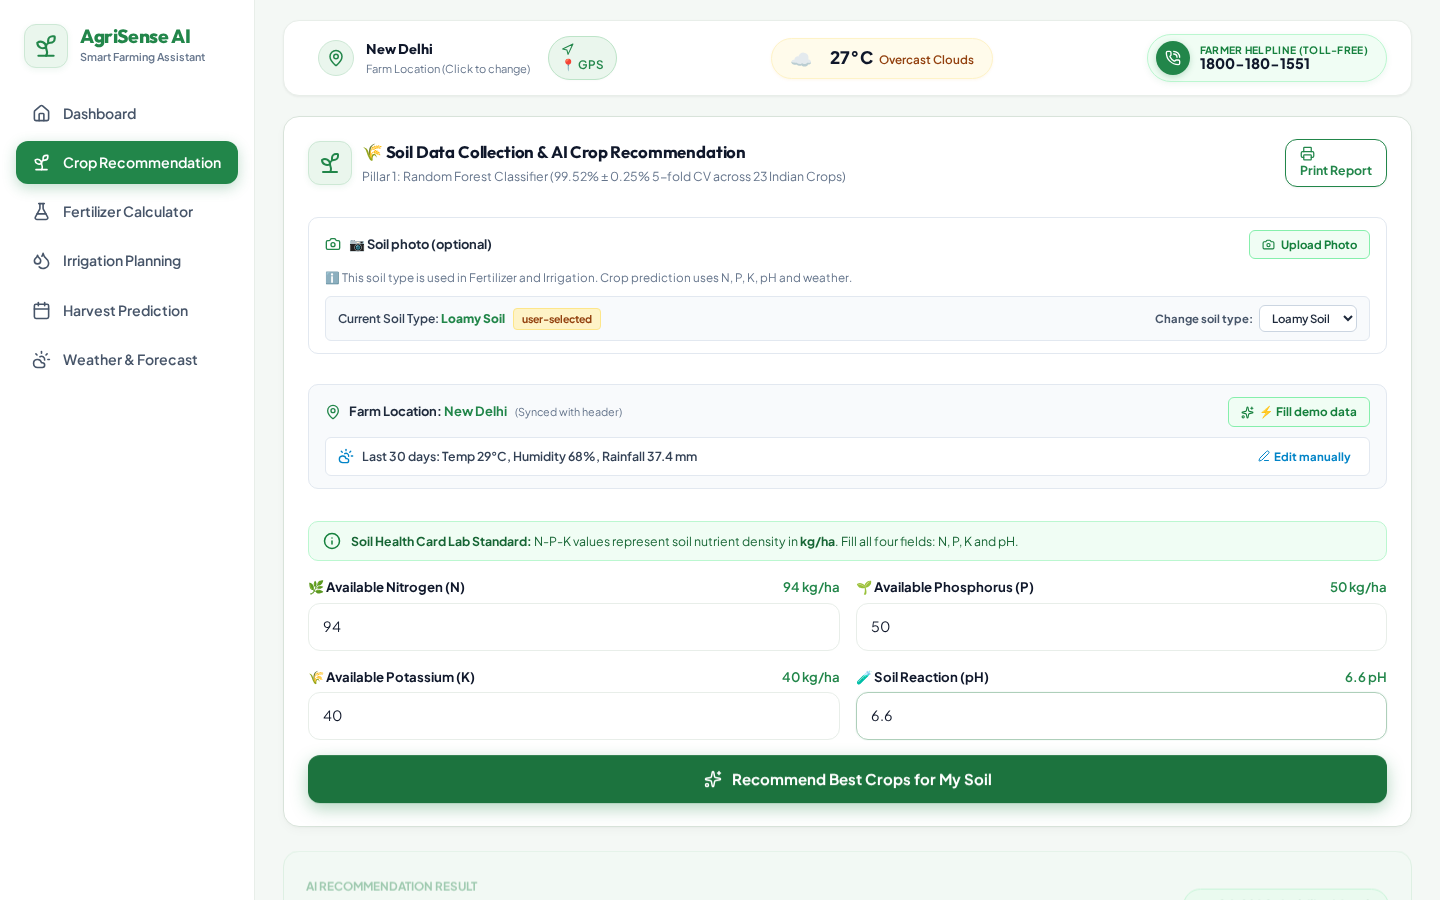 AgriSense AI
Smart Farming Assistant
Dashboard
Crop Recommendation
Fertilizer Calculator
Irrigation Planning
Harvest Prediction
Weather & Forecast
New Delhi
Farm Location (Click to change)
📍 GPS
27°C Overcast Clouds
FARMER HELPLINE (TOLL-FREE)
1800-180-1551
🌾 Soil Data Collection & AI Crop Recommendation
Pillar 1: Random Forest Classifier (99.52% ± 0.25% 5-fold CV across 23 Indian Crops)
Print Report
📷 Soil photo (optional)
Upload Photo
ℹ️ This soil type is used in Fertilizer and Irrigation. Crop prediction uses N, P, K, pH and weather.
Current Soil Type: Loamy Soil user-selected
Change soil type: Loamy Soil
Farm Location: New Delhi (Synced with header)
⚡ Fill demo data
Last 30 days: Temp 29°C, Humidity 68%, Rainfall 37.4 mm
Edit manually
Soil Health Card Lab Standard: N-P-K values represent soil nutrient density in kg/ha. Fill all four fields: N, P, K and pH.
🌿 Available Nitrogen (N) 94 kg/ha
94
🌱 Available Phosphorus (P) 50 kg/ha
50
🌾 Available Potassium (K) 40 kg/ha
40
🧪 Soil Reaction (pH) 6.6 pH
6.6
Recommend Best Crops for My Soil
AI RECOMMENDATION RESULT